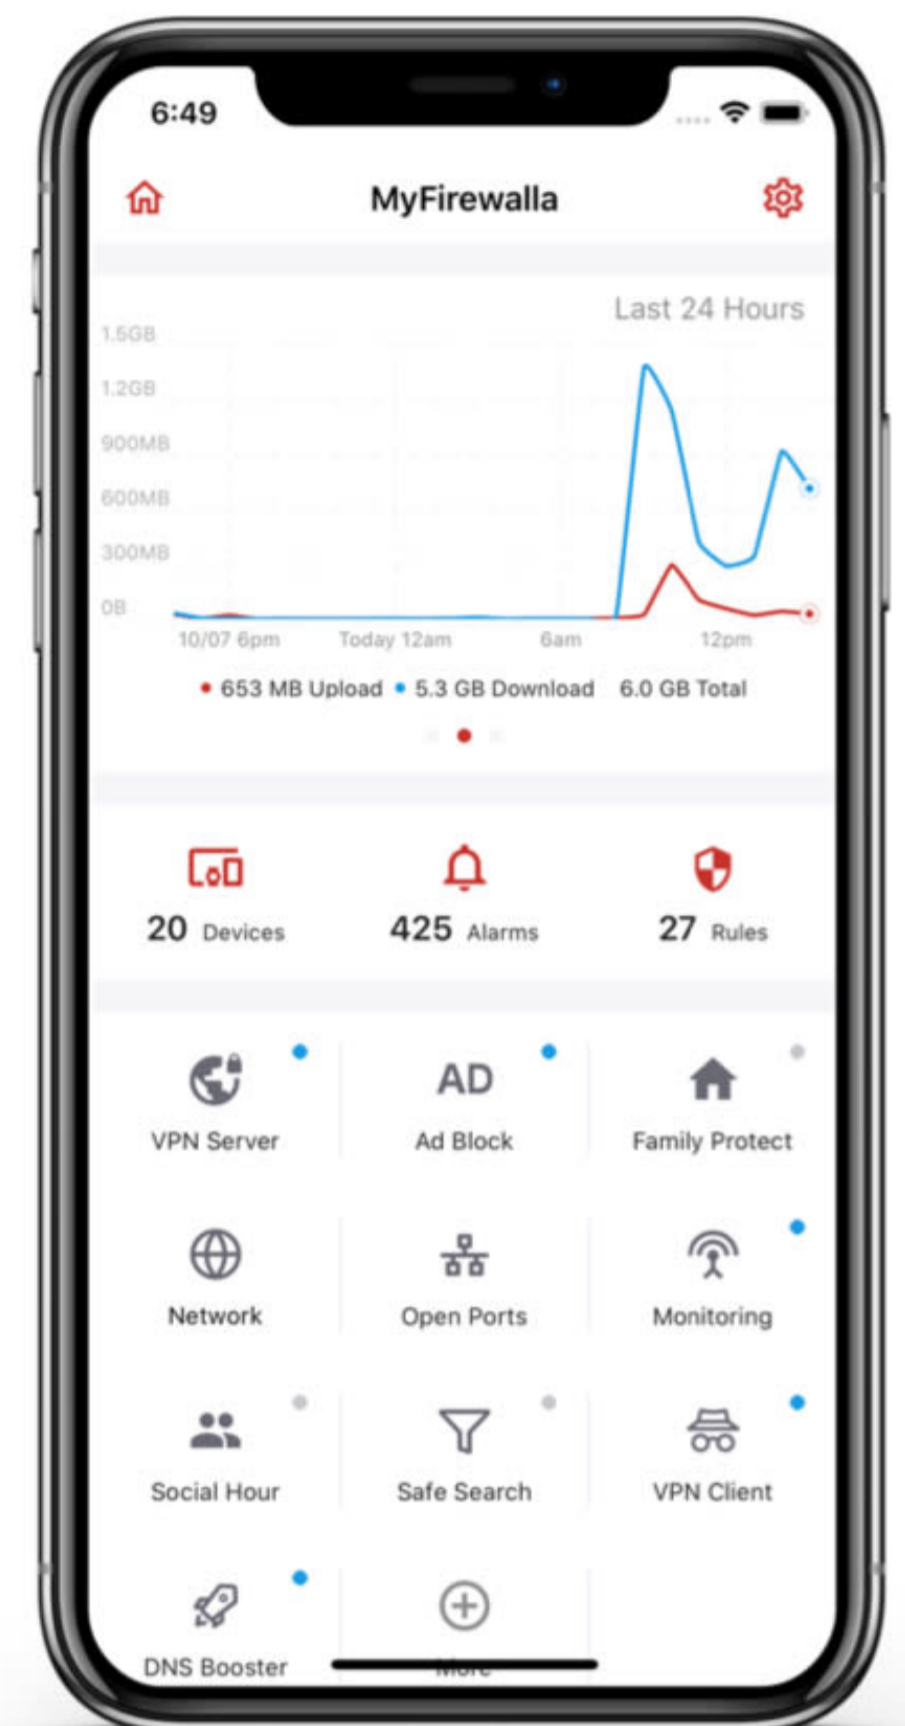 6:49
MyFirewalla
Last 24 Hours
1.5GB
1.2GB
900MB
600MB
300MB
0B
10/07 6pm Today 12am 6am 12pm
653 MB Upload 5.3 GB Download 6.0 GB Total
20 Devices 425 Alarms 27 Rules
AD
VPN Server Ad Block Family Protect
Network Open Ports Monitoring
Social Hour Safe Search VPN Client
DNS Booster More